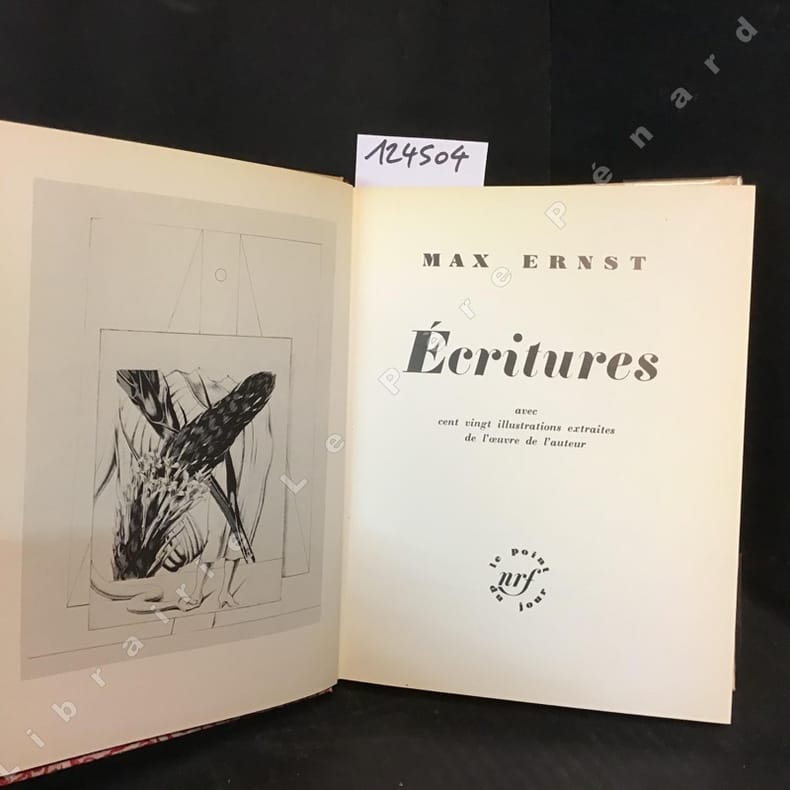 124504
MAX ERNST
Écritures
avec
cent vingt illustrations extraites
de l'œuvre de l'auteur
le point
nrf
du jour
Librairie Le Père Pénard